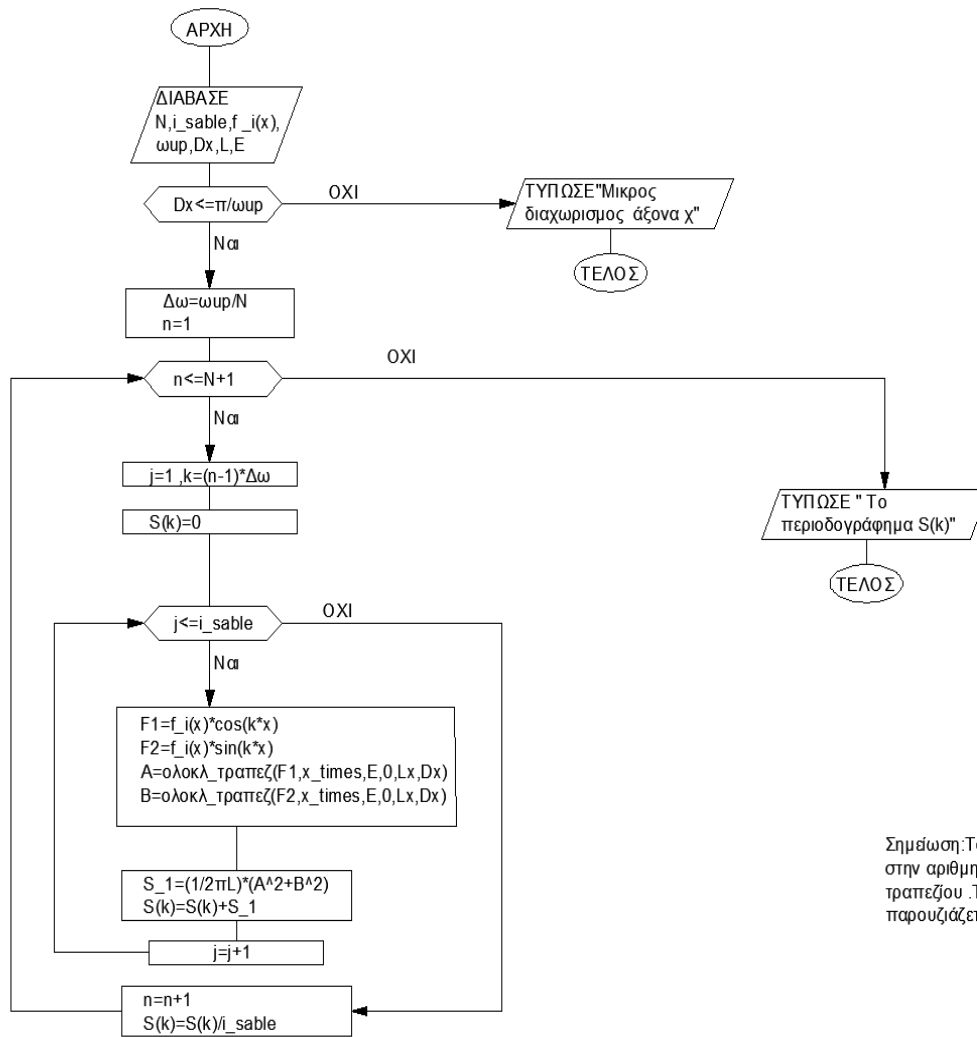 ΑΡΧΗ
ΔΙΑΒΑΣΕ
N,i_sable,f_i(x),
ωup,Dx,L,E
Dx<=π/ωup
ΟΧΙ
ΤΥΠΩΣΕ"Μικρος
διαχωρισμος άξονα χ"
ΤΕΛΟΣ
Ναι
Δω=ωup/N
n=1
n<=N+1
ΟΧΙ
Ναι
j=1 ,k=(n-1)*Δω
S(k)=0
ΤΥΠΩΣΕ " Το
περιοδογράφημα S(k)"
ΤΕΛΟΣ
j<=i_sable
ΟΧΙ
Ναι
F1=f_i(x)*cos(k*x)
F2=f_i(x)*sin(k*x)
A=ολοκλ_τραπεζ(F1,x_times,E,0,Lx,Dx)
B=ολοκλ_τραπεζ(F2,x_times,E,0,Lx,Dx)
S_1=(1/2πL)*(A^2+B^2)
S(k)=S(k)+S_1
j=j+1
n=n+1
S(k)=S(k)/i_sable
Σημείωση:Τ
στην αριθμη
τραπεζίου .Τ
παρουζιάζετ